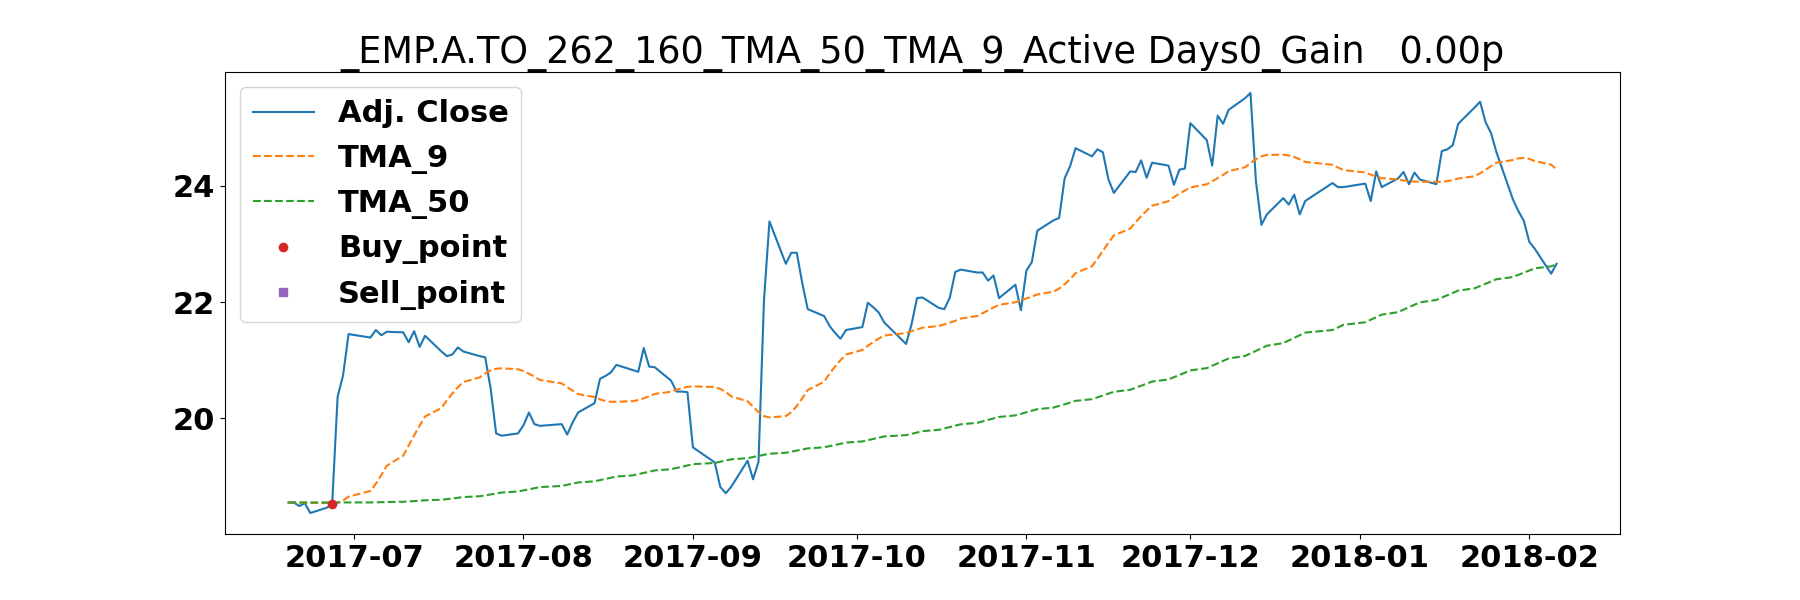 _EMP.A.TO_262_160_TMA_50_TMA_9_Active Days0_Gain   0.00p
Adj. Close
TMA_9
TMA_50
Buy_point
Sell_point
24
22
20
2017-07 2017-08 2017-09 2017-10 2017-11 2017-12 2018-01 2018-02